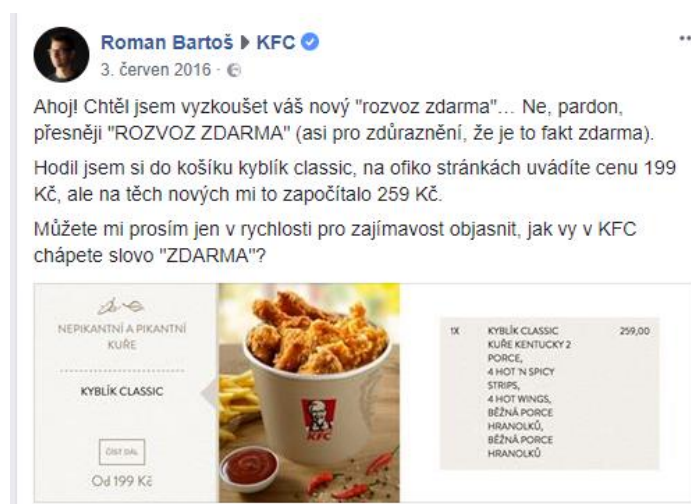 Roman Bartoš ▶ KFC
3. červen 2016 ·
Ahoj! Chtěl jsem vyzkoušet váš nový "rozvoz zdarma"... Ne, pardon,
přesněji "ROZVOZ ZDARMA" (asi pro zdůraznění, že je to fakt zdarma).
Hodil jsem si do košíku kyblík classic, na ofiko stránkách uvádíte cenu 199
Kč, ale na těch nových mi to započítalo 259 Kč.
Můžete mi prosím jen v rychlosti pro zajímavost objasnit, jak vy v KFC
chápete slovo "ZDARMA"?
NEPIKANTNÍ A PIKANTNÍ
KUŘE
KYBLÍK CLASSIC
ČÍST DÁL
Od 199 Kč
KFC
1X KYBLÍK CLASSIC 259,00
KUŘE KENTUCKY 2
PORCE,
4 HOT 'N SPICY
STRIPS,
4 HOT WINGS,
BĚŽNÁ PORCE
HRANOLKŮ,
BĚŽNÁ PORCE
HRANOLKŮ